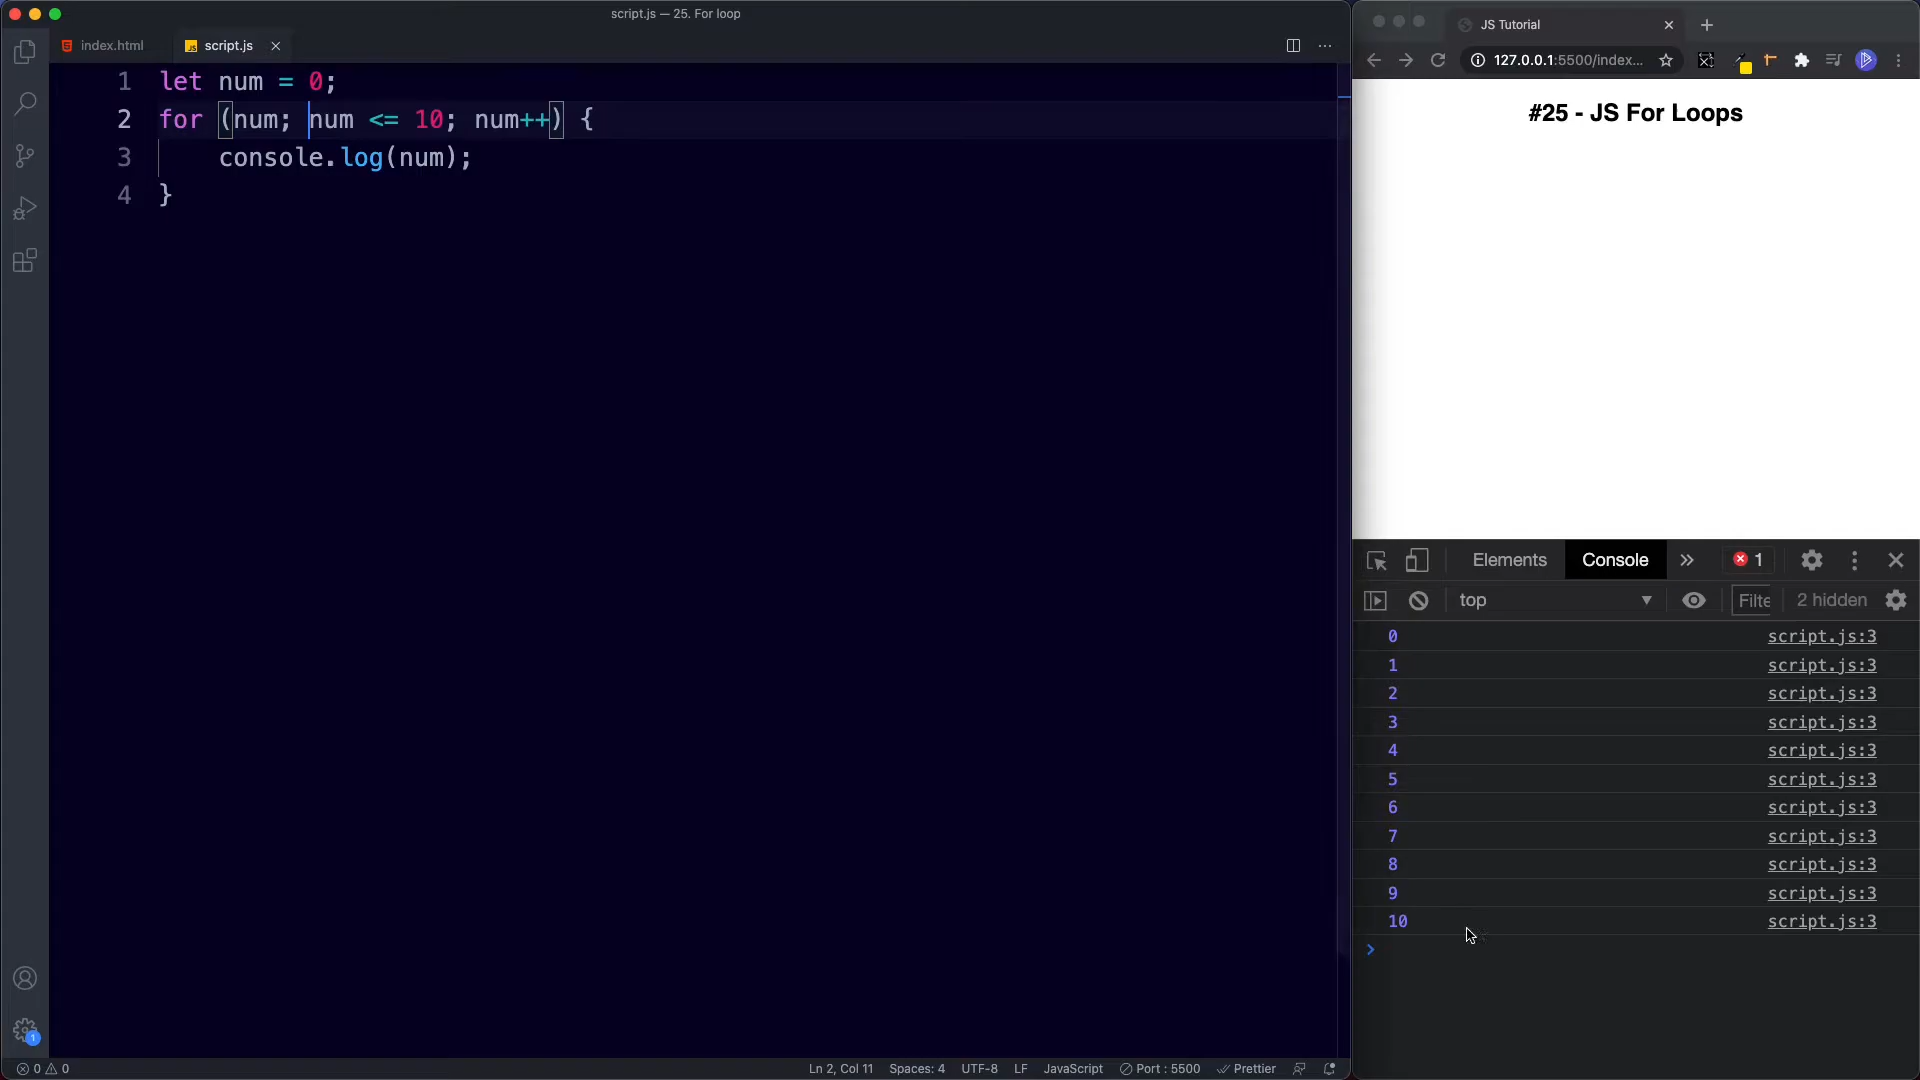 script.js — 25. For loop
index.html
script.js
1 let num = 0;
2 for (num; num <= 10; num++) {
3 console.log(num);
4 }
0 0
Ln 2, Col 11 Spaces: 4 UTF-8 LF JavaScript Port : 5500 Prettier
1
JS Tutorial
127.0.0.1:5500/index...
#25 - JS For Loops
Elements Console 1
top Filte 2 hidden
0 script.js:3
1 script.js:3
2 script.js:3
3 script.js:3
4 script.js:3
5 script.js:3
6 script.js:3
7 script.js:3
8 script.js:3
9 script.js:3
10 script.js:3